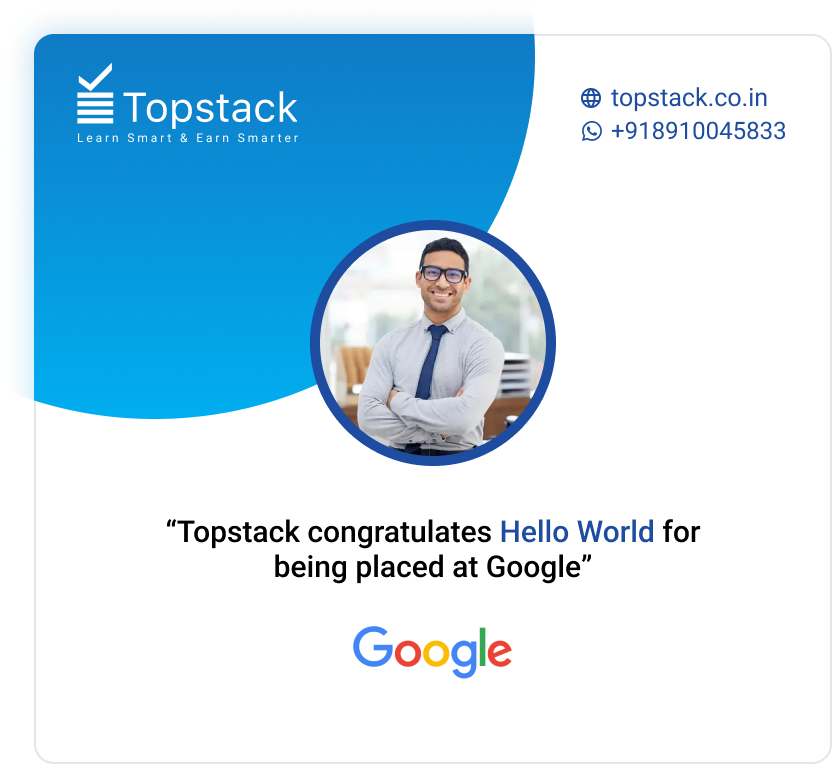 Topstack
Learn Smart & Earn Smarter
topstack.co.in
+918910045833
“Topstack congratulates Hello World for
being placed at Google”
Google